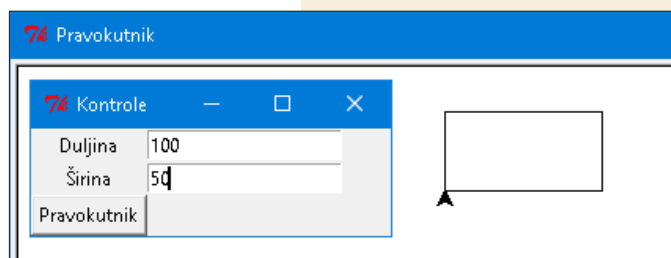 Pravokutnik
Kontrole
Duljina 100
Širina 50
Pravokutnik